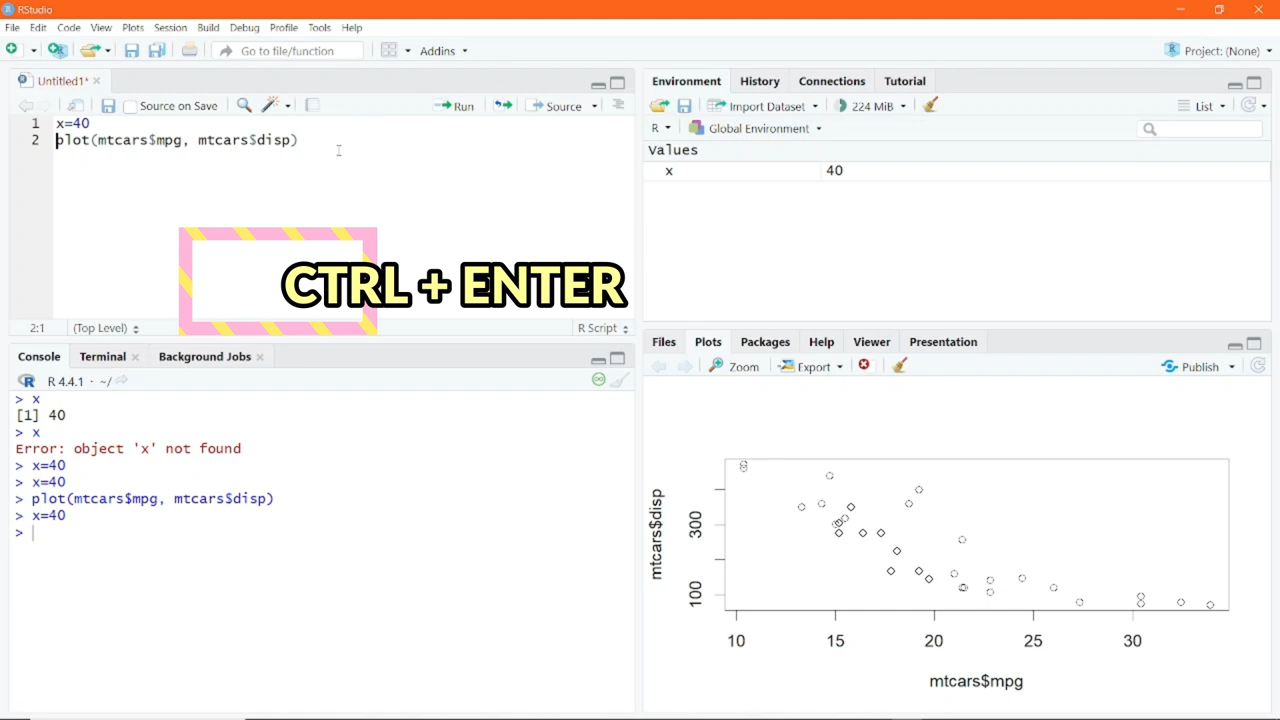 RStudio
File Edit Code View Plots Session Build Debug Profile Tools Help
Go to file/function Addins Project: (None)
Untitled1*
Source on Save Run Source
1 x=40
2 plot(mtcars$mpg, mtcars$disp)
CTRL + ENTER
2:1 (Top Level) R Script
Console Terminal Background Jobs
R 4.4.1 · ~/
> x
[1] 40
> x
Error: object 'x' not found
> x=40
> x=40
> plot(mtcars$mpg, mtcars$disp)
> x=40
>
Environment History Connections Tutorial
Import Dataset 224 MiB List
R Global Environment
Values
x 40
Files Plots Packages Help Viewer Presentation
Zoom Export Publish
mtcars$disp
300
100
10 15 20 25 30
mtcars$mpg